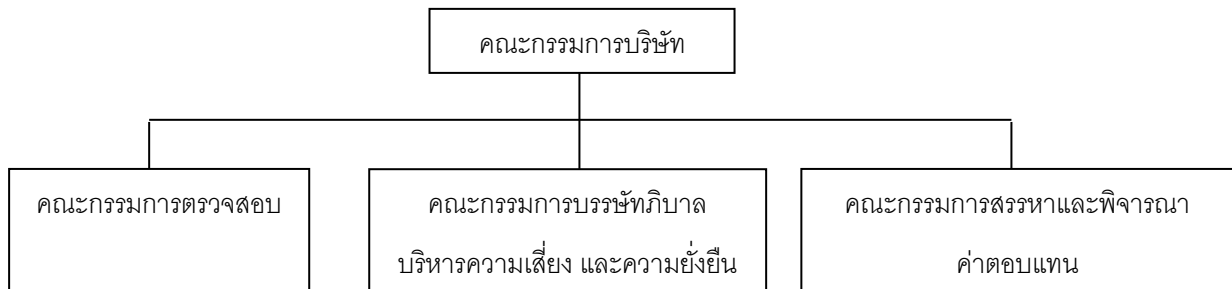 คณะกรรมการบริษัท
คณะกรรมการตรวจสอบ
คณะกรรมการบรรษัทภิบาล
บริหารความเสี่ยง และความยั่งยืน
คณะกรรมการสรรหาและพิจารณา
ค่าตอบแทน